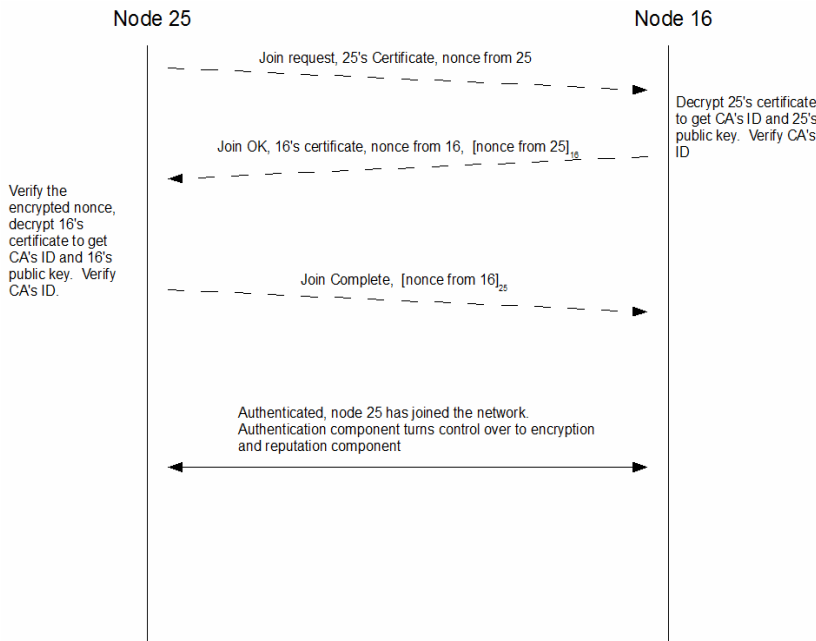 Node 25
Node 16
Join request, 25's Certificate, nonce from 25
Decrypt 25's certificate
to get CA's ID and 25's
public key. Verify CA's
ID
Join OK, 16's certificate, nonce from 16, [nonce from 25]16
Verify the
encrypted nonce,
decrypt 16's
certificate to get
CA's ID and 16's
public key. Verify
CA's ID.
Join Complete, [nonce from 16]25
Authenticated, node 25 has joined the network.
Authentication component turns control over to encryption
and reputation component